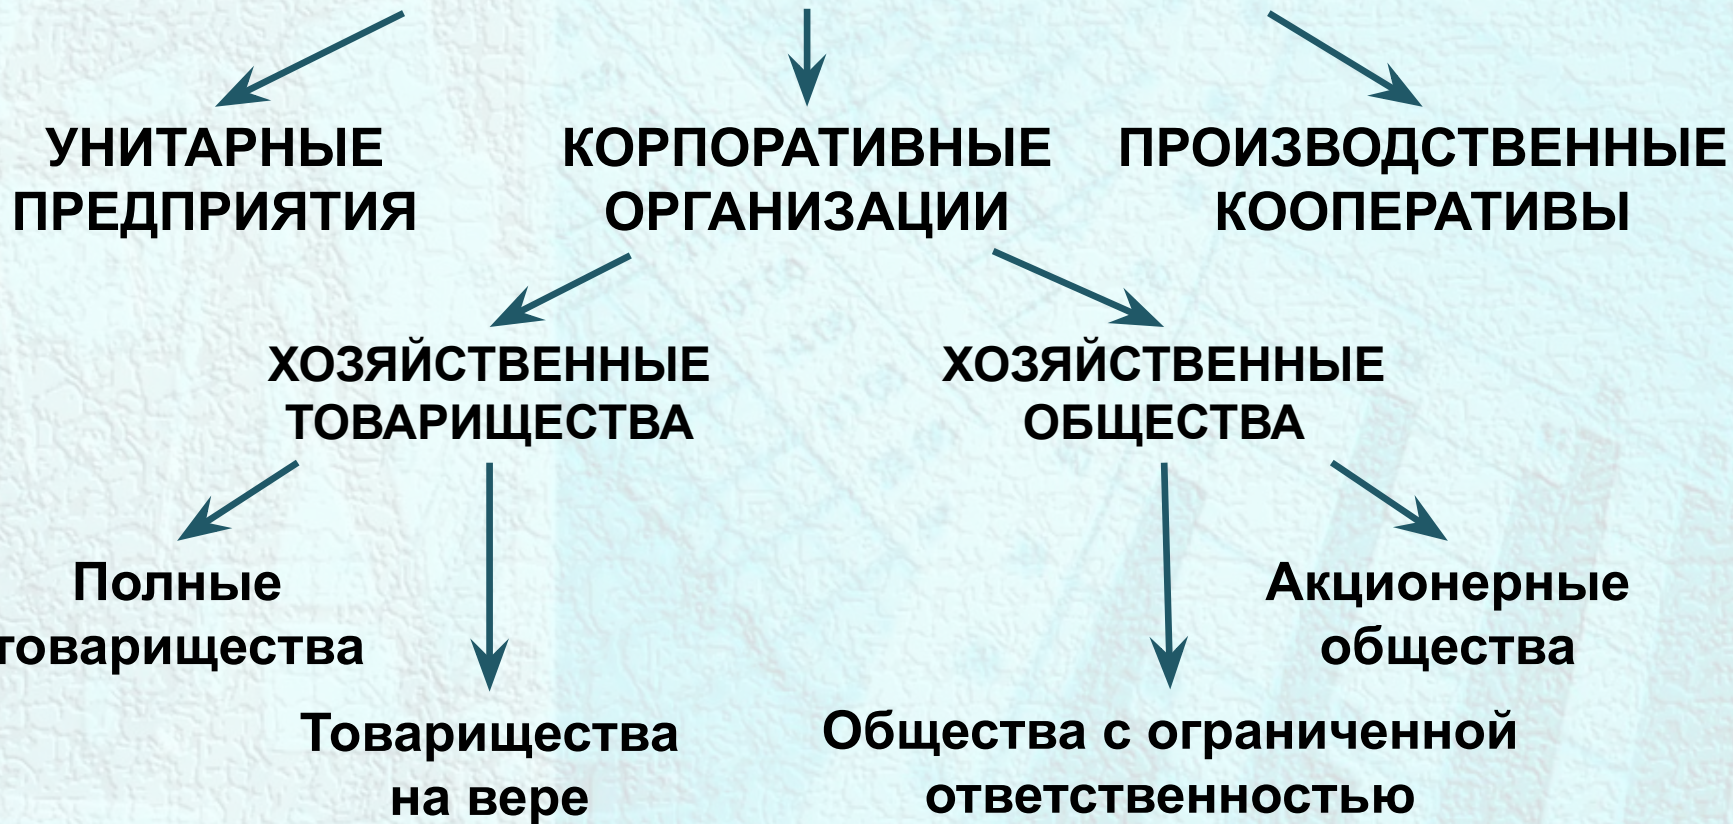 УНИТАРНЫЕ
ПРЕДПРИЯТИЯ
КОРПОРАТИВНЫЕ
ОРГАНИЗАЦИИ
ПРОИЗВОДСТВЕННЫЕ
КООПЕРАТИВЫ
ХОЗЯЙСТВЕННЫЕ
ТОВАРИЩЕСТВА
ХОЗЯЙСТВЕННЫЕ
ОБЩЕСТВА
Полные
товарищества
Товарищества
на вере
Общества с ограниченной
ответственностью
Акционерные
общества